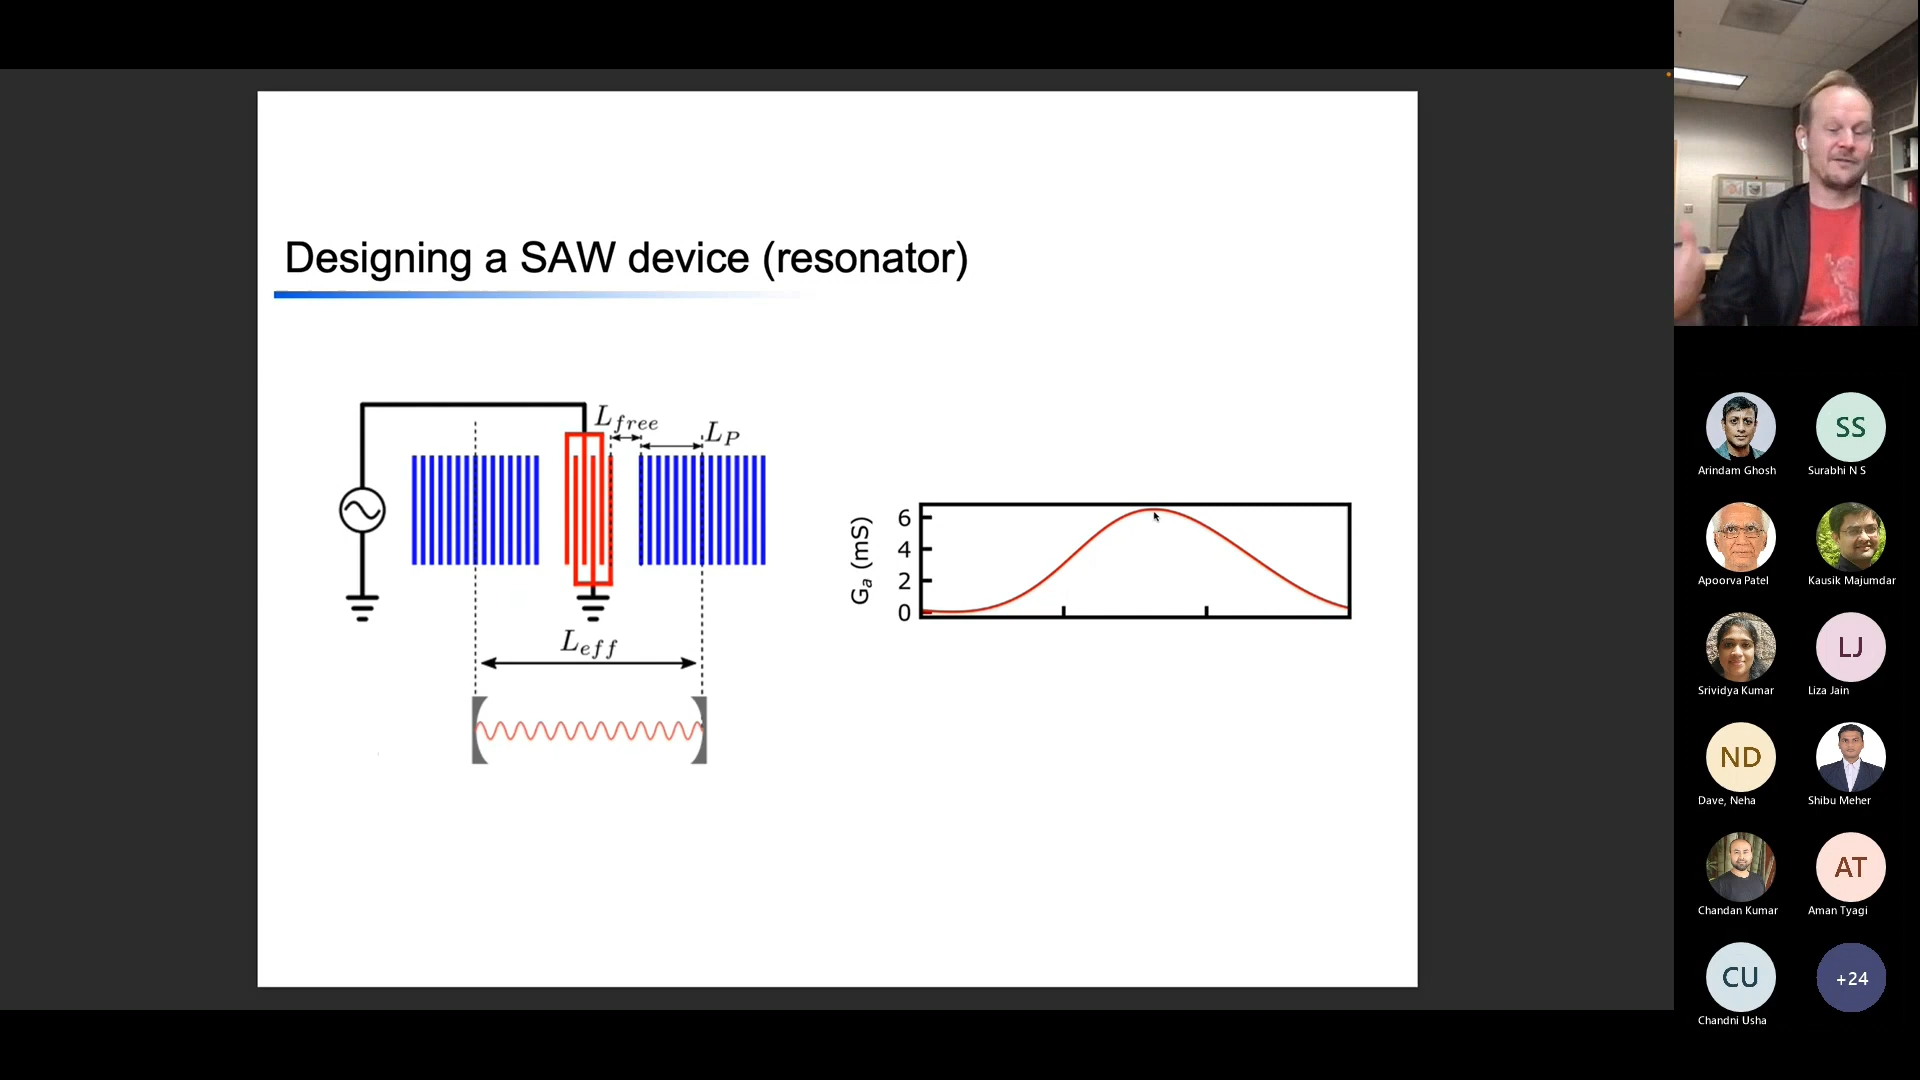 Designing a SAW device (resonator)
L_free
L_P
L_eff
G_a (mS)
6
4
2
0
SS
Arindam Ghosh
Surabhi N S
Apoorva Patel
Kausik Majumdar
LJ
Srividya Kumar
Liza Jain
ND
Dave, Neha
Shibu Meher
AT
Chandan Kumar
Aman Tyagi
CU
+24
Chandni Usha